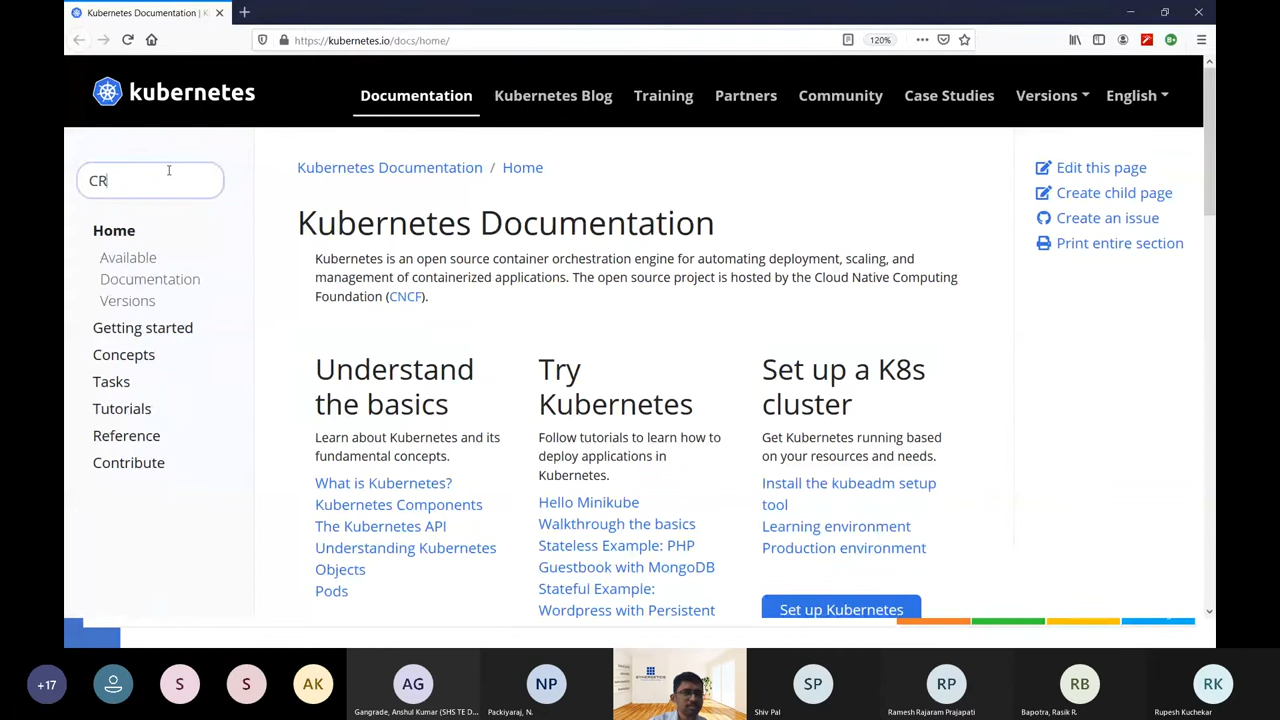 Kubernetes Documentation | K
https://kubernetes.io/docs/home/
120%
kubernetes
Documentation
Kubernetes Blog
Training
Partners
Community
Case Studies
Versions
English
CR
Home
Available
Documentation
Versions
Getting started
Concepts
Tasks
Tutorials
Reference
Contribute
Kubernetes Documentation / Home
Kubernetes Documentation
Kubernetes is an open source container orchestration engine for automating deployment, scaling, and
management of containerized applications. The open source project is hosted by the Cloud Native Computing
Foundation (CNCF).
Understand
the basics
Learn about Kubernetes and its
fundamental concepts.
What is Kubernetes?
Kubernetes Components
The Kubernetes API
Understanding Kubernetes
Objects
Pods
Try
Kubernetes
Follow tutorials to learn how to
deploy applications in
Kubernetes.
Hello Minikube
Walkthrough the basics
Stateless Example: PHP
Guestbook with MongoDB
Stateful Example:
Wordpress with Persistent
Set up a K8s
cluster
Get Kubernetes running based
on your resources and needs.
Install the kubeadm setup
tool
Learning environment
Production environment
Set up Kubernetes
Edit this page
Create child page
Create an issue
Print entire section
+17
S
S
AK
AG
Gangrade, Anshul Kumar (SHS TE D...
NP
Packiyaraj, N.
SYNERGETICS
SP
Shiv Pal
RP
Ramesh Rajaram Prajapati
RB
Bapotra, Rasik R.
RK
Rupesh Kuchekar